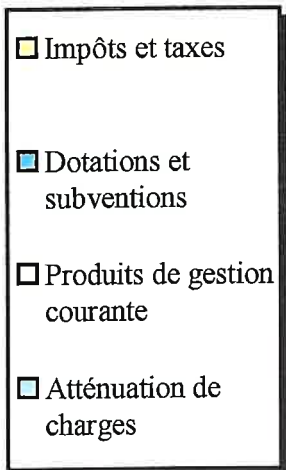 Impôts et taxes
Dotations et
subventions
Produits de gestion
courante
Atténuation de
charges